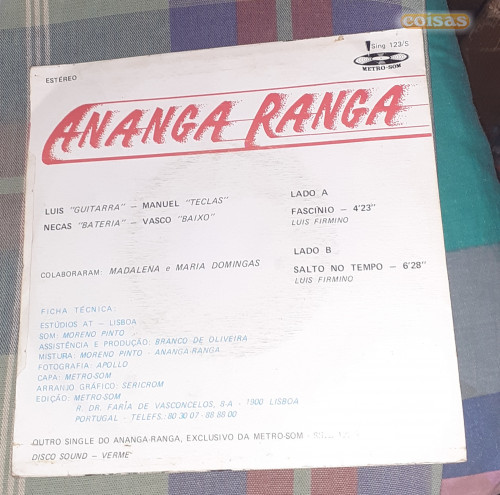 coisas
ESTÉREO
Sing 123/S
METRO-SOM
ANANGA RANGA
LUIS "GUITARRA" — MANUEL "TECLAS"
NECAS "BATERIA" — VASCO "BAIXO"
COLABORARAM: MADALENA e MARIA DOMINGAS
LADO A
FASCÍNIO — 4'23"
LUIS FIRMINO
LADO B
SALTO NO TEMPO — 6'28"
LUIS FIRMINO
FICHA TÉCNICA
ESTÚDIOS AT — LISBOA
SOM: MORENO PINTO
ASSISTÊNCIA E PRODUÇÃO: BRANCO DE OLIVEIRA
MISTURA: MORENO PINTO - ANANGA-RANGA
FOTOGRAFIA: APOLLO
CAPA: METRO-SOM
ARRANJO GRÁFICO: SERICROM
EDIÇÃO: METRO-SOM
R. DR. FARIA DE VASCONCELOS, 8-A - 1900 LISBOA
PORTUGAL - TELEFS.: 80 30 07 - 88 88 00
OUTRO SINGLE DO ANANGA-RANGA, EXCLUSIVO DA METRO-SOM -
DISCO SOUND — VERME